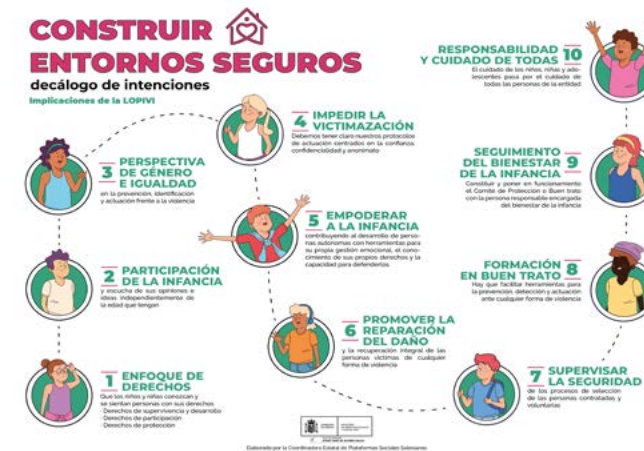 CONSTRUIR
ENTORNOS SEGUROS
decálogo de intenciones
Implicaciones de la LOPIVI
1 ENFOQUE DE
DERECHOS
Que los niños y niñas conozcan y
se sientan personas con sus derechos
· Derechos de supervivencia y desarrollo
· Derechos de participación
· Derechos de protección
2 PARTICIPACIÓN
DE LA INFANCIA
y escucha de sus opiniones e
ideas independientemente de
la edad que tengan
3 PERSPECTIVA
DE GÉNERO
E IGUALDAD
en la prevención, identificación
y actuación frente a la violencia
4 IMPEDIR LA
VICTIMAZACIÓN
Debemos tener claro nuestros protocolos
de actuación centrados en la confianza,
confidencialidad y anonimato
5 EMPODERAR
A LA INFANCIA
contribuyendo al desarrollo de perso-
nas autónomas con herramientas para
su propia gestión emocional, el cono-
cimiento de sus propios derechos y la
capacidad para defenderlos.
6 PROMOVER LA
REPARACIÓN
DEL DAÑO
y la recuperación integral de las
personas víctimas de cualquier
forma de violencia
7 SUPERVISAR
LA SEGURIDAD
de los procesos de selección
de las personas contratadas y
voluntarias
FORMACIÓN 8
EN BUEN TRATO
Hay que facilitar herramientas para
la prevención, detección y actuación
ante cualquier forma de violencia
SEGUIMIENTO
DEL BIENESTAR 9
DE LA INFANCIA
Constituir y poner en funcionamiento
el Comité de Protección o Buen trato
con la persona responsable encargada
del bienestar de la infancia
RESPONSABILIDAD 10
Y CUIDADO DE TODAS
El cuidado de los niños, niñas y ado-
lescentes pasa por el cuidado de
todas las personas de la entidad
Elaborado por la Coordinadora Estatal de Plataformas Sociales Salesianas